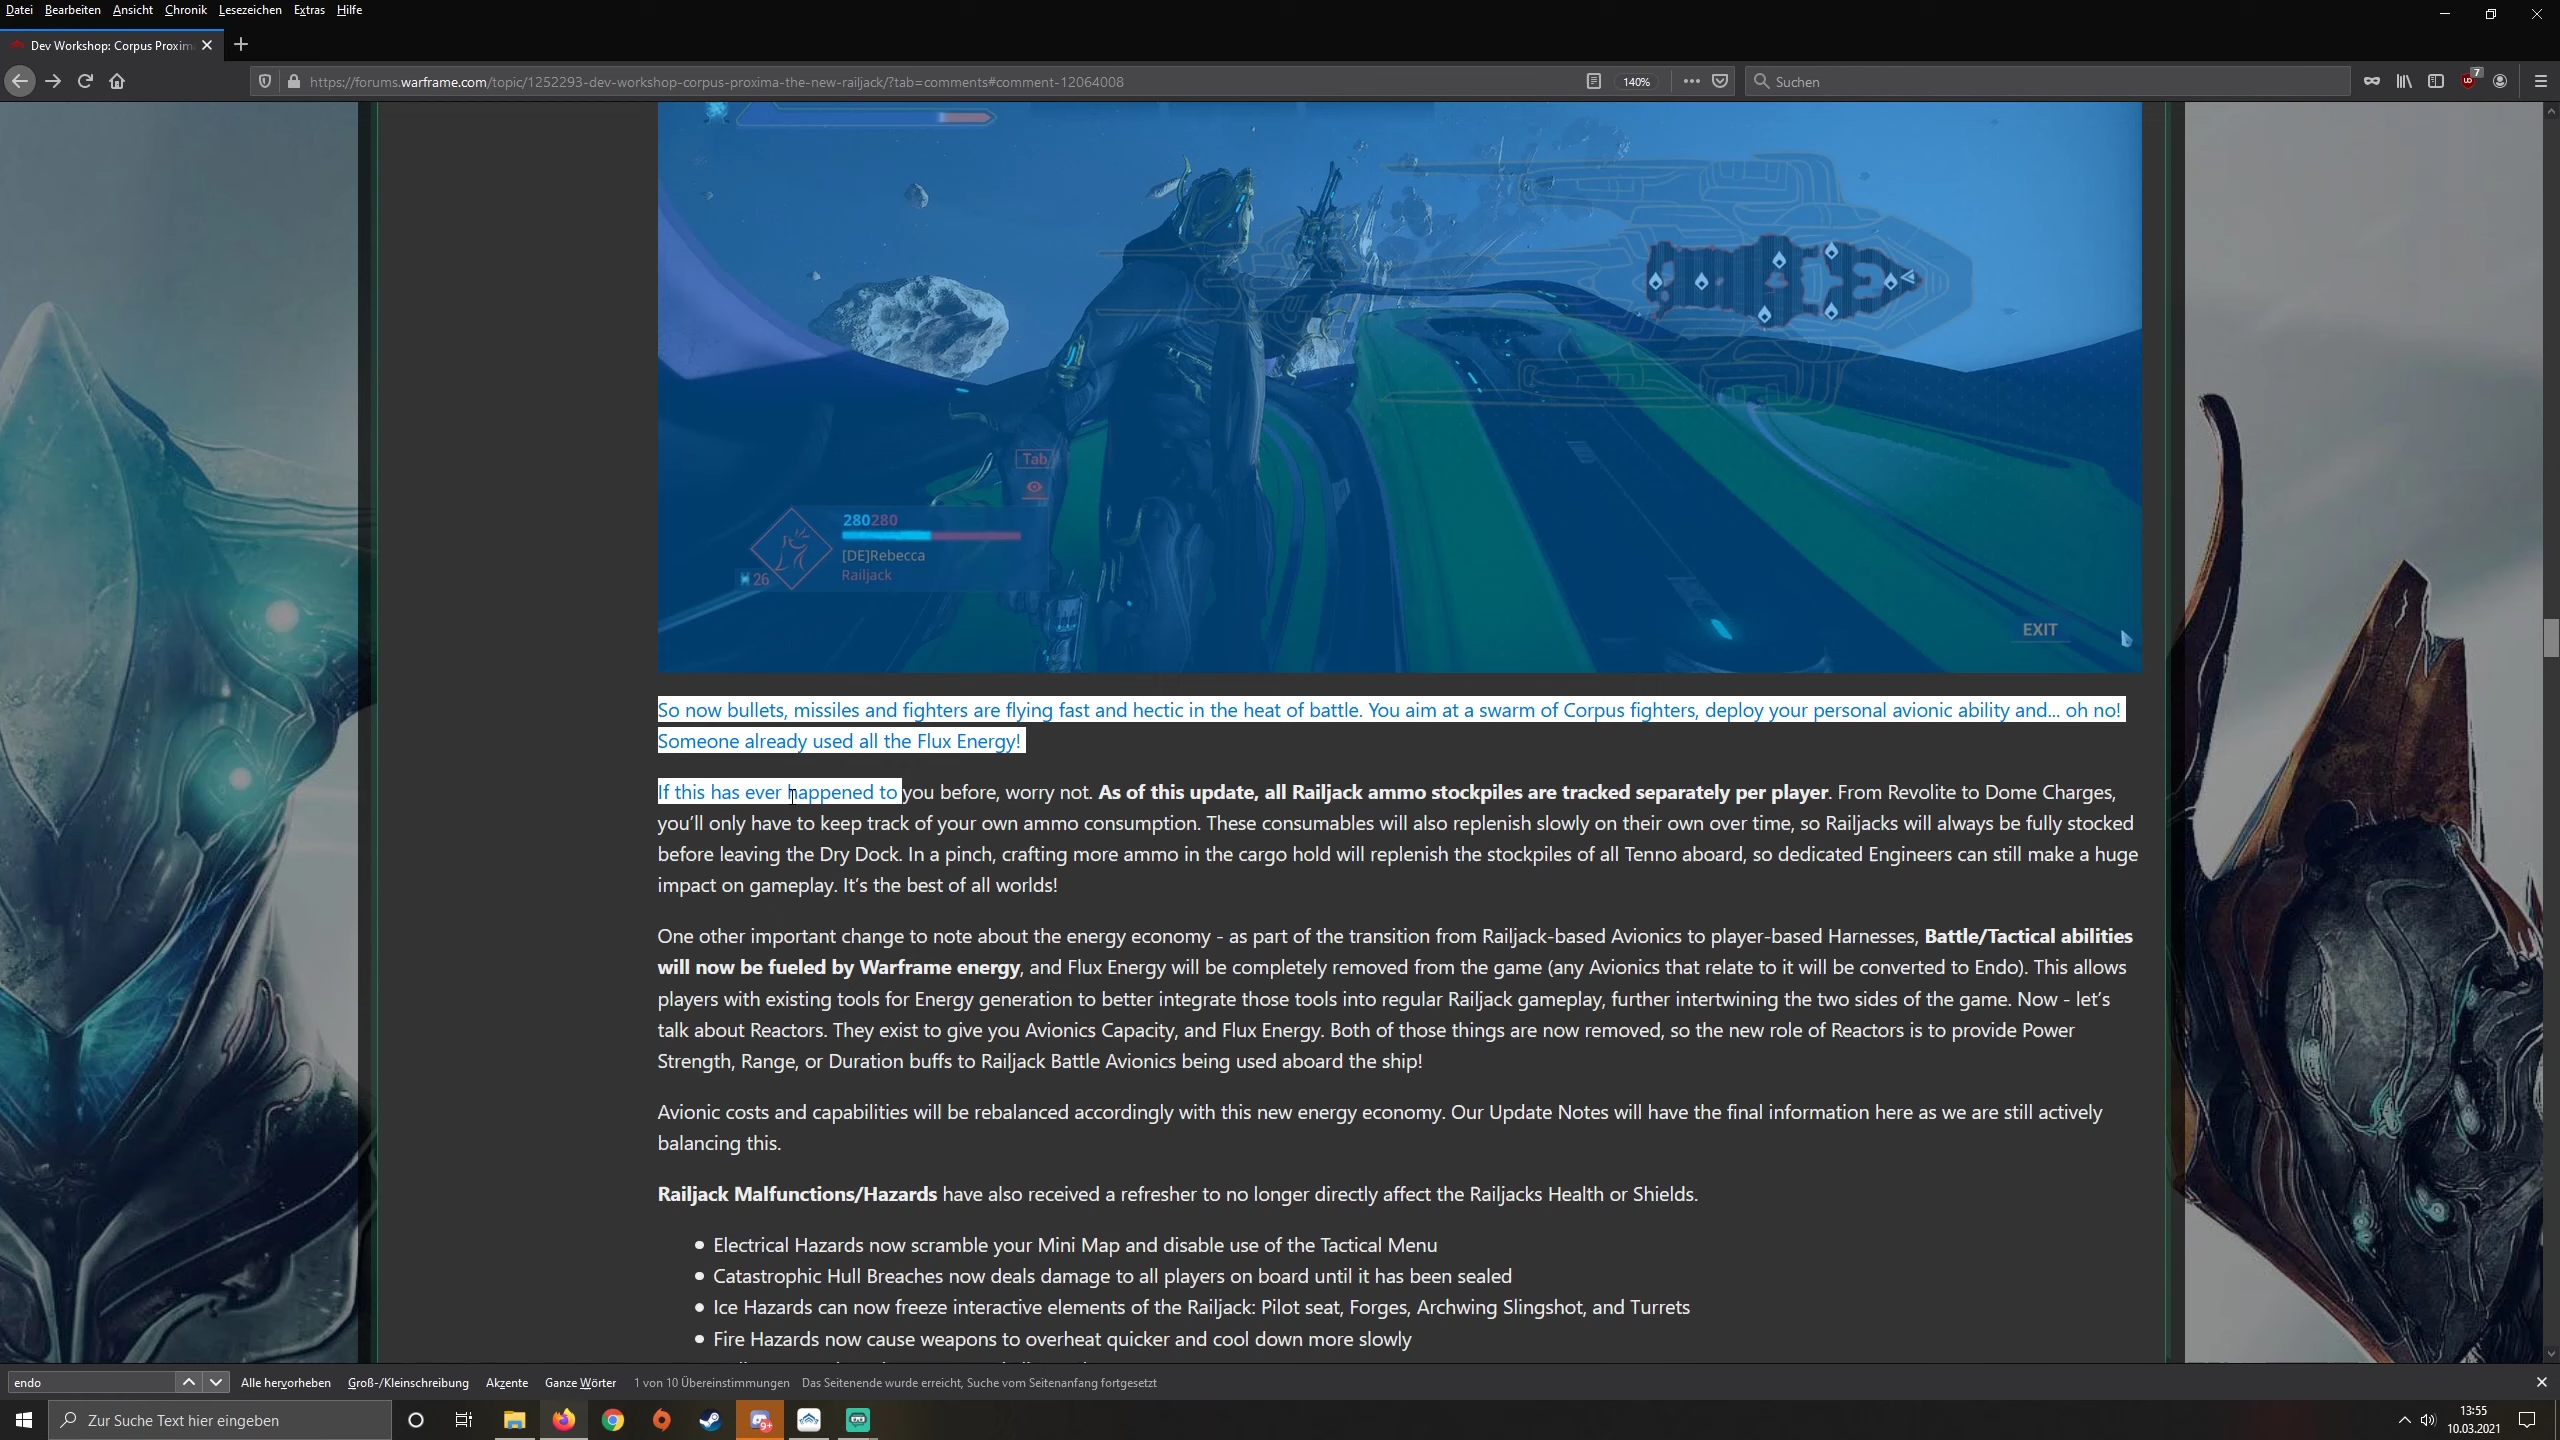 Datei Bearbeiten Ansicht Chronik Lesezeichen Extras Hilfe
Dev Workshop: Corpus Proxim
https://forums.warframe.com/topic/1252293-dev-workshop-corpus-proxima-the-new-railjack/?tab=comments#comment-12064008
140%
Suchen
7
Tab
280280
[DE]Rebecca
Railjack
26
EXIT
So now bullets, missiles and fighters are flying fast and hectic in the heat of battle. You aim at a swarm of Corpus fighters, deploy your personal avionic ability and... oh no!
Someone already used all the Flux Energy!
If this has ever happened to you before, worry not. As of this update, all Railjack ammo stockpiles are tracked separately per player. From Revolite to Dome Charges,
you’ll only have to keep track of your own ammo consumption. These consumables will also replenish slowly on their own over time, so Railjacks will always be fully stocked
before leaving the Dry Dock. In a pinch, crafting more ammo in the cargo hold will replenish the stockpiles of all Tenno aboard, so dedicated Engineers can still make a huge
impact on gameplay. It’s the best of all worlds!
One other important change to note about the energy economy - as part of the transition from Railjack-based Avionics to player-based Harnesses, Battle/Tactical abilities
will now be fueled by Warframe energy, and Flux Energy will be completely removed from the game (any Avionics that relate to it will be converted to Endo). This allows
players with existing tools for Energy generation to better integrate those tools into regular Railjack gameplay, further intertwining the two sides of the game. Now - let’s
talk about Reactors. They exist to give you Avionics Capacity, and Flux Energy. Both of those things are now removed, so the new role of Reactors is to provide Power
Strength, Range, or Duration buffs to Railjack Battle Avionics being used aboard the ship!
Avionic costs and capabilities will be rebalanced accordingly with this new energy economy. Our Update Notes will have the final information here as we are still actively
balancing this.
Railjack Malfunctions/Hazards have also received a refresher to no longer directly affect the Railjacks Health or Shields.
• Electrical Hazards now scramble your Mini Map and disable use of the Tactical Menu
• Catastrophic Hull Breaches now deals damage to all players on board until it has been sealed
• Ice Hazards can now freeze interactive elements of the Railjack: Pilot seat, Forges, Archwing Slingshot, and Turrets
• Fire Hazards now cause weapons to overheat quicker and cool down more slowly
endo
Alle hervorheben Groß-/Kleinschreibung Akzente Ganze Wörter 1 von 10 Übereinstimmungen Das Seitenende wurde erreicht, Suche vom Seitenanfang fortgesetzt
Zur Suche Text hier eingeben
9+
13:55
10.03.2021